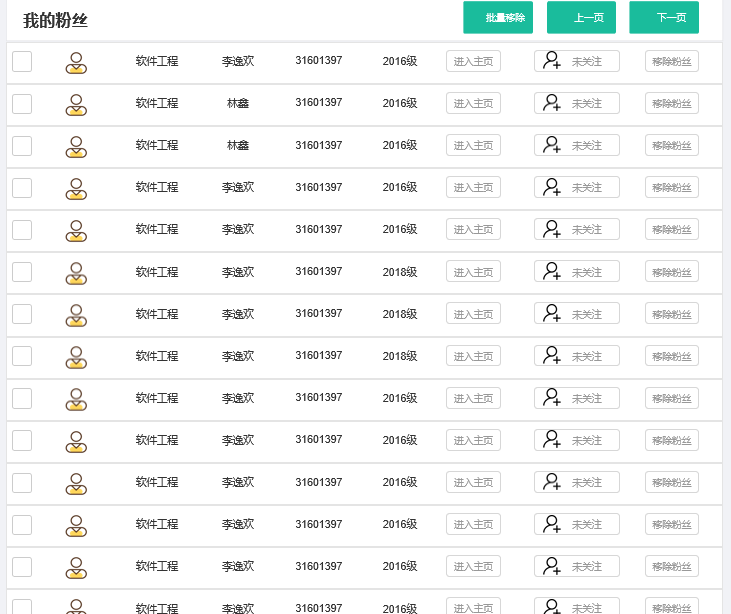 我的粉丝 批量移除 上一页 下一页
软件工程 李逸欢 31601397 2016级 进入主页 未关注 移除粉丝
软件工程 林鑫 31601397 2016级 进入主页 未关注 移除粉丝
软件工程 林鑫 31601397 2016级 进入主页 未关注 移除粉丝
软件工程 李逸欢 31601397 2016级 进入主页 未关注 移除粉丝
软件工程 李逸欢 31601397 2016级 进入主页 未关注 移除粉丝
软件工程 李逸欢 31601397 2018级 进入主页 未关注 移除粉丝
软件工程 李逸欢 31601397 2018级 进入主页 未关注 移除粉丝
软件工程 李逸欢 31601397 2018级 进入主页 未关注 移除粉丝
软件工程 李逸欢 31601397 2016级 进入主页 未关注 移除粉丝
软件工程 李逸欢 31601397 2016级 进入主页 未关注 移除粉丝
软件工程 李逸欢 31601397 2016级 进入主页 未关注 移除粉丝
软件工程 李逸欢 31601397 2016级 进入主页 未关注 移除粉丝
软件工程 李逸欢 31601397 2016级 进入主页 未关注 移除粉丝
软件工程 李逸欢 31601397 2016级 进入主页 未关注 移除粉丝